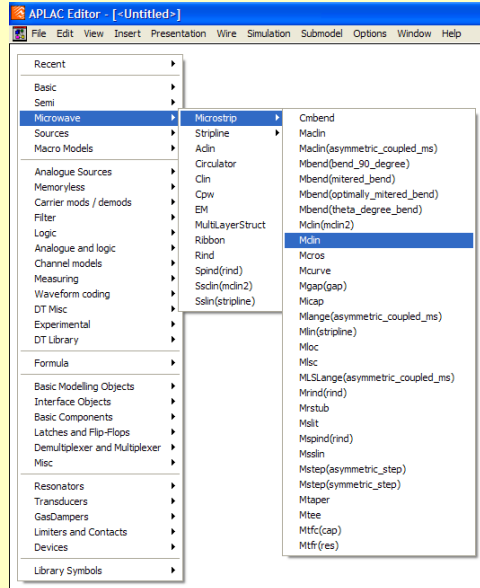 APLAC Editor - [<Untitled>]
File Edit View Insert Presentation Wire Simulation Submodel Options Window Help
Recent
Basic
Semi
Microwave
Sources
Macro Models
Analogue Sources
Memoryless
Carrier mods / demods
Filter
Logic
Analogue and logic
Channel models
Measuring
Waveform coding
DT Misc
Experimental
DT Library
Formula
Basic Modelling Objects
Interface Objects
Basic Components
Latches and Flip-Flops
Demultiplexer and Multiplexer
Misc
Resonators
Transducers
GasDampers
Limiters and Contacts
Devices
Library Symbols
Microstrip
Stripline
Aclin
Circulator
Clin
Cpw
EM
MultiLayerStruct
Ribbon
Rind
Spind(rind)
Ssclin(mclin2)
Sslin(stripline)
Cmbend
Maclin
Maclin(asymmetric_coupled_ms)
Mbend(bend_90_degree)
Mbend(mitered_bend)
Mbend(optimally_mitered_bend)
Mbend(theta_degree_bend)
Mclin(mclin2)
Mclin
Mcros
Mcurve
Mgap(gap)
Micap
Mlange(asymmetric_coupled_ms)
Mlin(stripline)
Mloc
Mlsc
MLSLange(asymmetric_coupled_ms)
Mrind(rind)
Mrstub
Mslit
Mspind(rind)
Msslin
Mstep(asymmetric_step)
Mstep(symmetric_step)
Mtaper
Mtee
Mtfc(cap)
Mtfr(res)